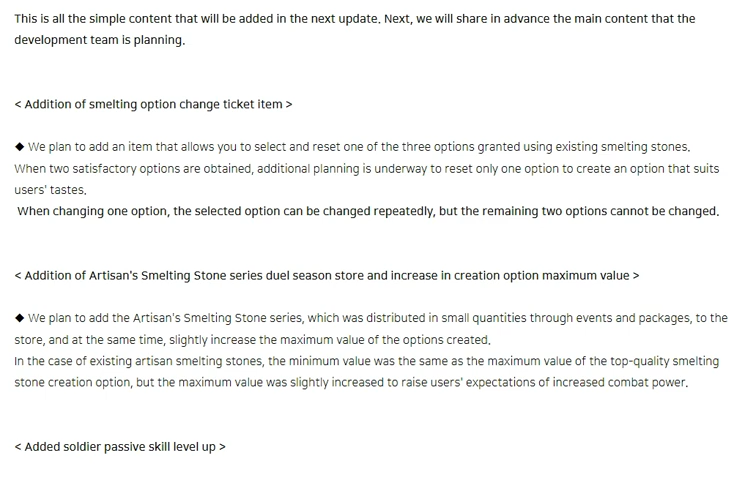 This is all the simple content that will be added in the next update. Next, we will share in advance the main content that the
development team is planning.
< Addition of smelting option change ticket item >
◆ We plan to add an item that allows you to select and reset one of the three options granted using existing smelting stones.
When two satisfactory options are obtained, additional planning is underway to reset only one option to create an option that suits
users' tastes.
When changing one option, the selected option can be changed repeatedly, but the remaining two options cannot be changed.
< Addition of Artisan's Smelting Stone series duel season store and increase in creation option maximum value >
◆ We plan to add the Artisan's Smelting Stone series, which was distributed in small quantities through events and packages, to the
store, and at the same time, slightly increase the maximum value of the options created.
In the case of existing artisan smelting stones, the minimum value was the same as the maximum value of the top-quality smelting
stone creation option, but the maximum value was slightly increased to raise users' expectations of increased combat power.
< Added soldier passive skill level up >